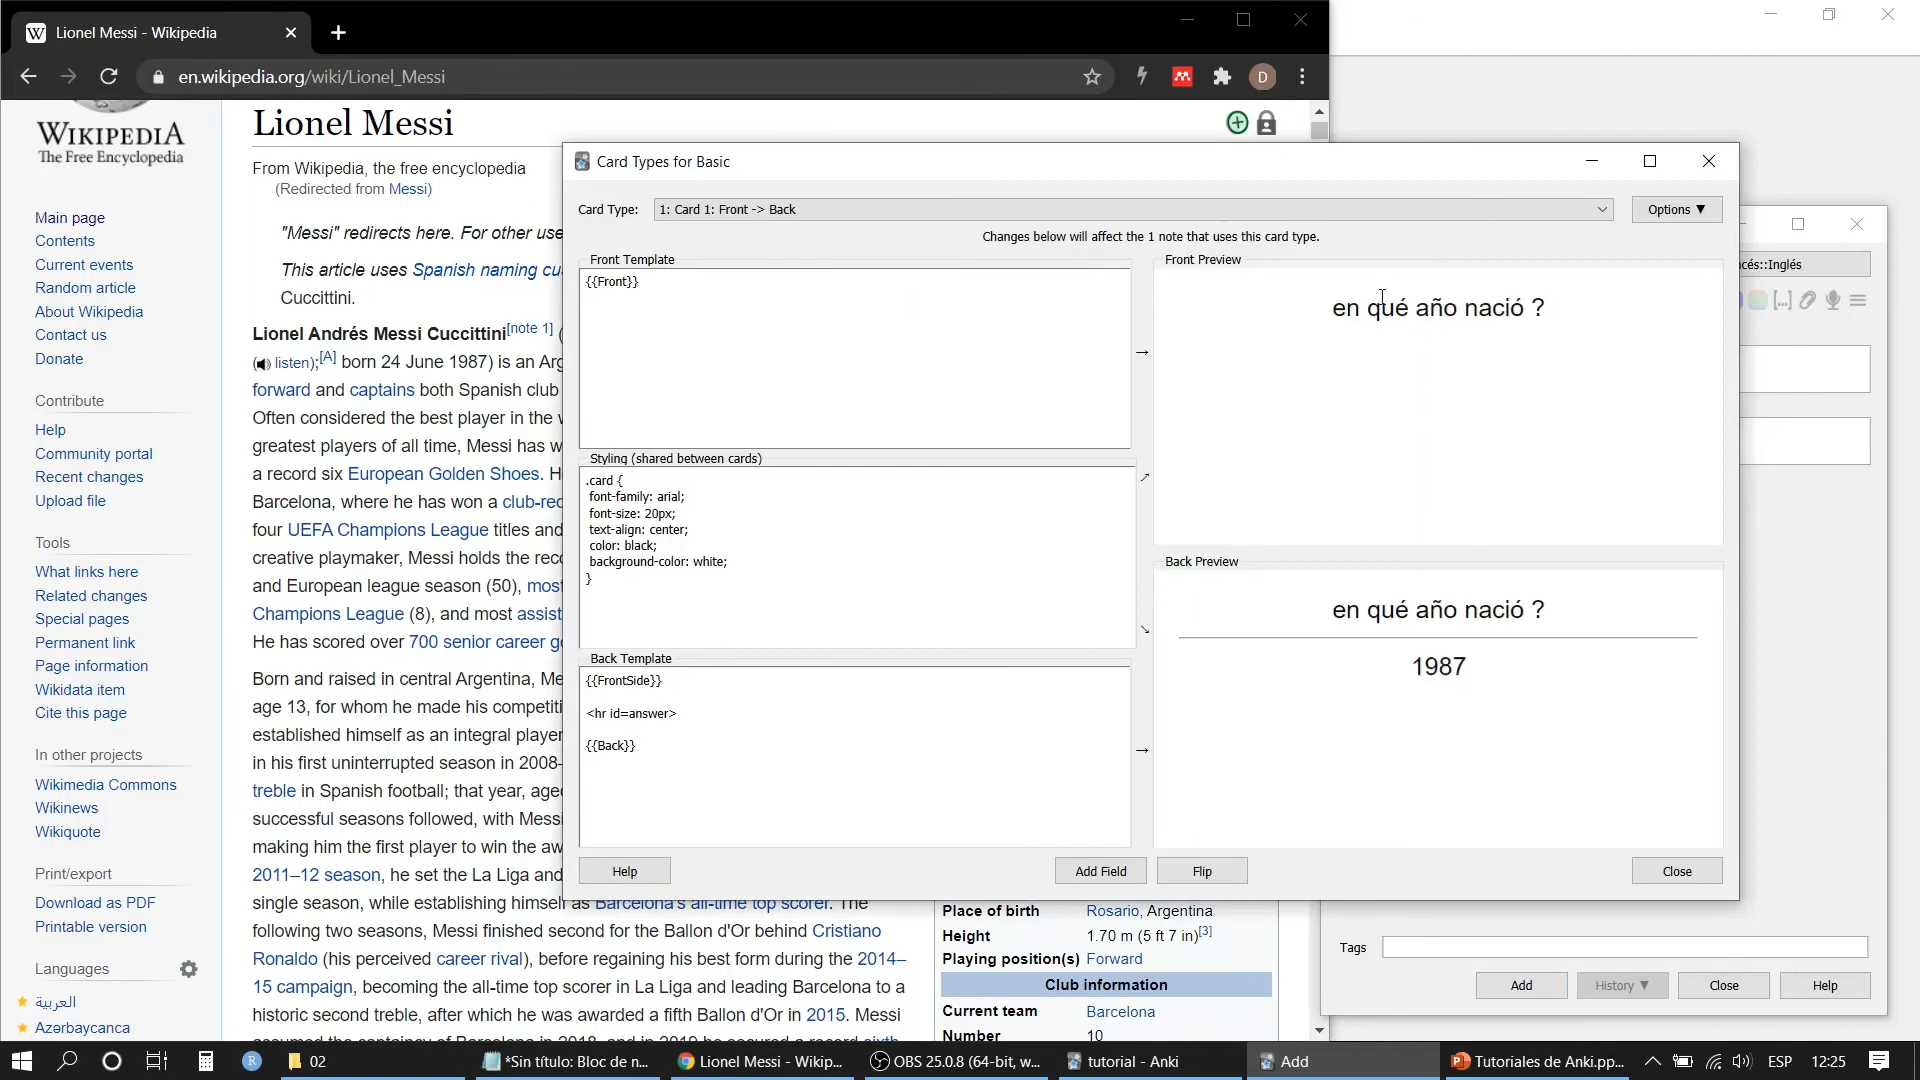 Lionel Messi - Wikipedia
en.wikipedia.org/wiki/Lionel_Messi
D
WIKIPEDIA
The Free Encyclopedia
Main page
Contents
Current events
Random article
About Wikipedia
Contact us
Donate
Contribute
Help
Community portal
Recent changes
Upload file
Tools
What links here
Related changes
Special pages
Permanent link
Page information
Wikidata item
Cite this page
In other projects
Wikimedia Commons
Wikinews
Wikiquote
Print/export
Download as PDF
Printable version
Languages
العربية
Azərbaycanca
Lionel Messi
From Wikipedia, the free encyclopedia
(Redirected from Messi)
"Messi" redirects here. For other use
This article uses Spanish naming cu
Cuccittini.
Lionel Andrés Messi Cuccittini[note 1] (
listen);[A] born 24 June 1987) is an Arg
forward and captains both Spanish club
Often considered the best player in the w
greatest players of all time, Messi has w
a record six European Golden Shoes. H
Barcelona, where he has won a club-rec
four UEFA Champions League titles and
creative playmaker, Messi holds the reco
and European league season (50), most
Champions League (8), and most assist
He has scored over 700 senior career go
Born and raised in central Argentina, Me
age 13, for whom he made his competiti
established himself as an integral player
in his first uninterrupted season in 2008–
treble in Spanish football; that year, aged
successful seasons followed, with Messi
making him the first player to win the aw
2011–12 season, he set the La Liga and
single season, while establishing himself as Barcelona's all-time top scorer. The
following two seasons, Messi finished second for the Ballon d'Or behind Cristiano
Ronaldo (his perceived career rival), before regaining his best form during the 2014–
15 campaign, becoming the all-time top scorer in La Liga and leading Barcelona to a
historic second treble, after which he was awarded a fifth Ballon d'Or in 2015. Messi
assumed the captaincy of Barcelona in 2018, and in 2019 he secured a record sixth
Place of birth Rosario, Argentina
Height 1.70 m (5 ft 7 in)[3]
Playing position(s) Forward
Club information
Current team Barcelona
Number 10
Card Types for Basic
Card Type: 1: Card 1: Front -> Back Options ▼
Changes below will affect the 1 note that uses this card type.
Front Template
{{Front}}
Styling (shared between cards)
.card {
font-family: arial;
font-size: 20px;
text-align: center;
color: black;
background-color: white;
}
Back Template
{{FrontSide}}
<hr id=answer>
{{Back}}
Front Preview
en qué año nació ?
Back Preview
en qué año nació ?
1987
Help Add Field Flip Close
ncés::Inglés
[...]
Tags
Add History ▼ Close Help
02
*Sin título: Bloc de n...
Lionel Messi - Wikip...
OBS 25.0.8 (64-bit, w...
tutorial - Anki
Add
Tutoriales de Anki.pp...
ESP
12:25